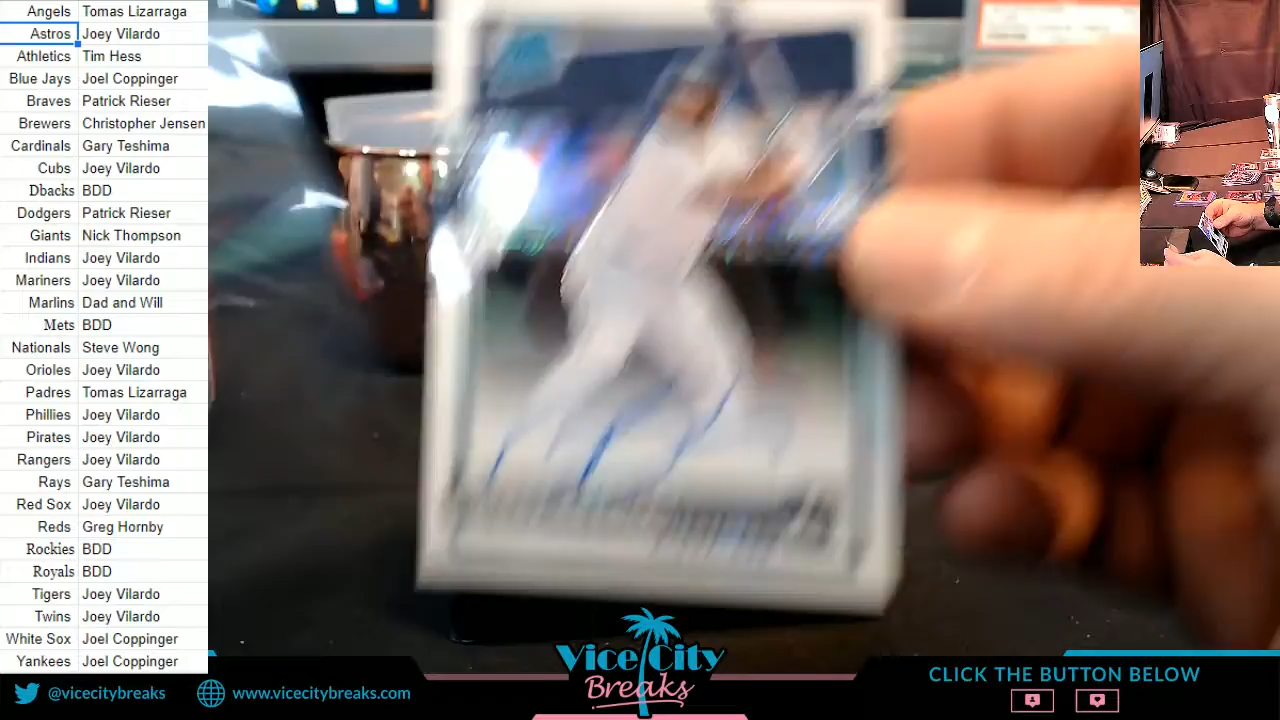 Angels Tomas Lizarraga
Astros Joey Vilardo
Athletics Tim Hess
Blue Jays Joel Coppinger
Braves Patrick Rieser
Brewers Christopher Jensen
Cardinals Gary Teshima
Cubs Joey Vilardo
Dbacks BDD
Dodgers Patrick Rieser
Giants Nick Thompson
Indians Joey Vilardo
Mariners Joey Vilardo
Marlins Dad and Will
Mets BDD
Nationals Steve Wong
Orioles Joey Vilardo
Padres Tomas Lizarraga
Phillies Joey Vilardo
Pirates Joey Vilardo
Rangers Joey Vilardo
Rays Gary Teshima
Red Sox Joey Vilardo
Reds Greg Hornby
Rockies BDD
Royals BDD
Tigers Joey Vilardo
Twins Joey Vilardo
White Sox Joel Coppinger
Yankees Joel Coppinger
@vicecitybreaks
www.vicecitybreaks.com
Vice City
Breaks
CLICK THE BUTTON BELOW